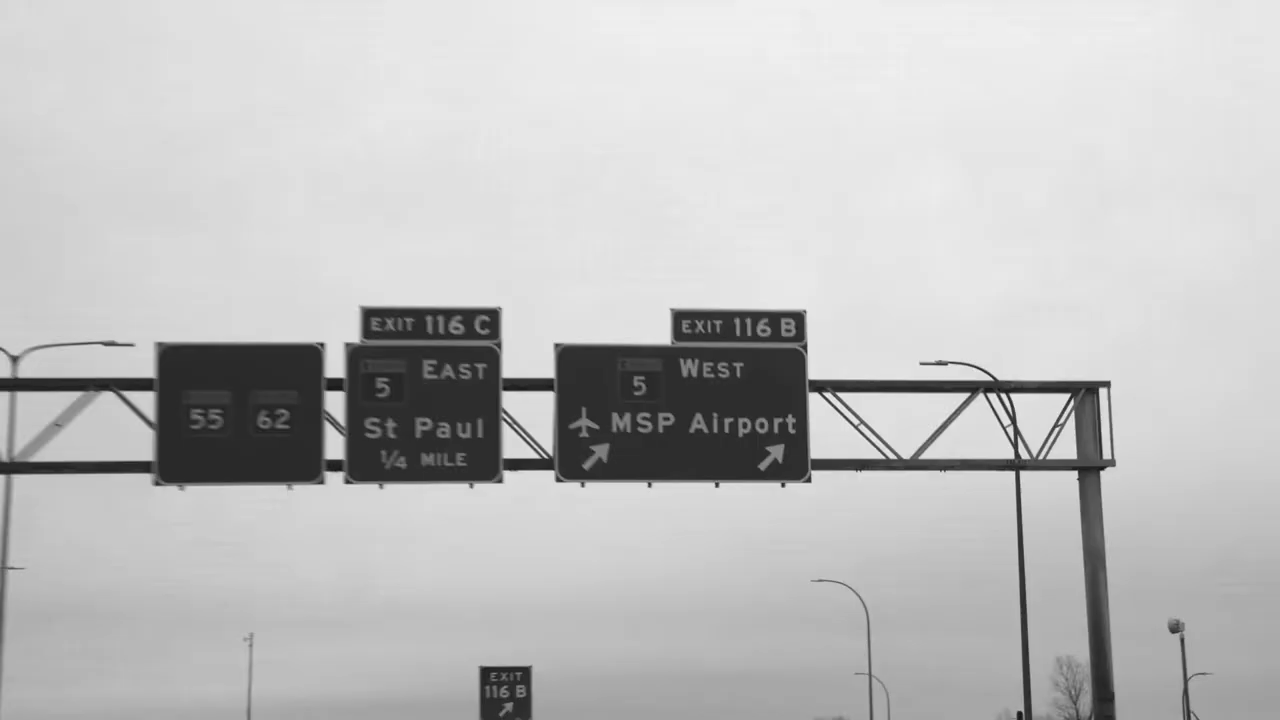 55 62
EXIT 116 C
5 EAST
St Paul
1/4 MILE
EXIT 116 B
5 WEST
MSP Airport
EXIT
116 B